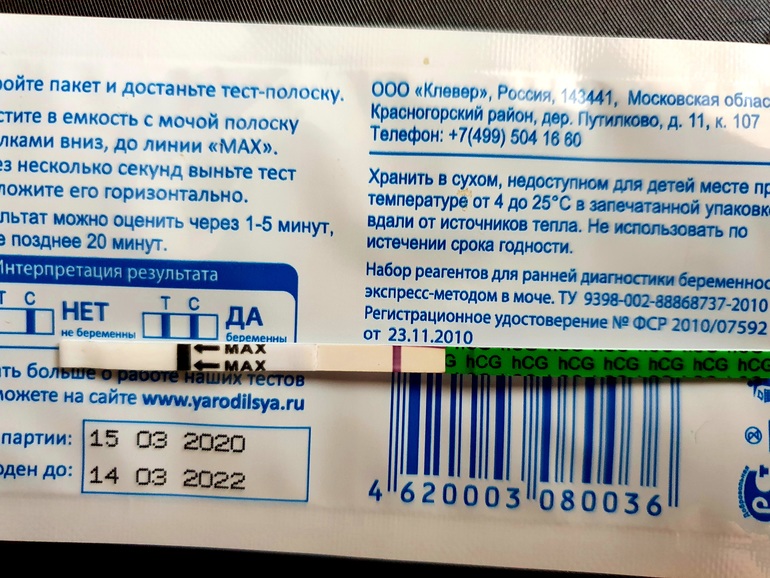 ройте пакет и достаньте тест-полоску.
стите в емкость с мочой полоску
лками вниз, до линии «MAX».
ез несколько секунд выньте тест
ложите его горизонтально.
ультат можно оценить через 1-5 минут,
е позднее 20 минут.
Интерпретация результата
T C
НЕТ
не беременны
T C
ДА
беременны
ать больше о работе наших тестов
можете на сайте www.yarodilsya.ru
партии: 15 03 2020
оден до: 14 03 2022
ООО «Клевер», Россия, 143441, Московская облас
Красногорский район, дер. Путилково, д. 11, к. 107
Телефон: +7(499) 504 16 60
Хранить в сухом, недоступном для детей месте пр
температуре от 4 до 25°C в запечатанной упаковк
вдали от источников тепла. Не использовать по
истечении срока годности.
Набор реагентов для ранней диагностики беременнос
экспресс-методом в моче. ТУ 9398-002-88868737-2010
Регистрационное удостоверение № ФСР 2010/07592
от 23.11.2010
MAX
MAX
G hCG hCG hCG hCG hCG hCG hCG
4 620003 080036